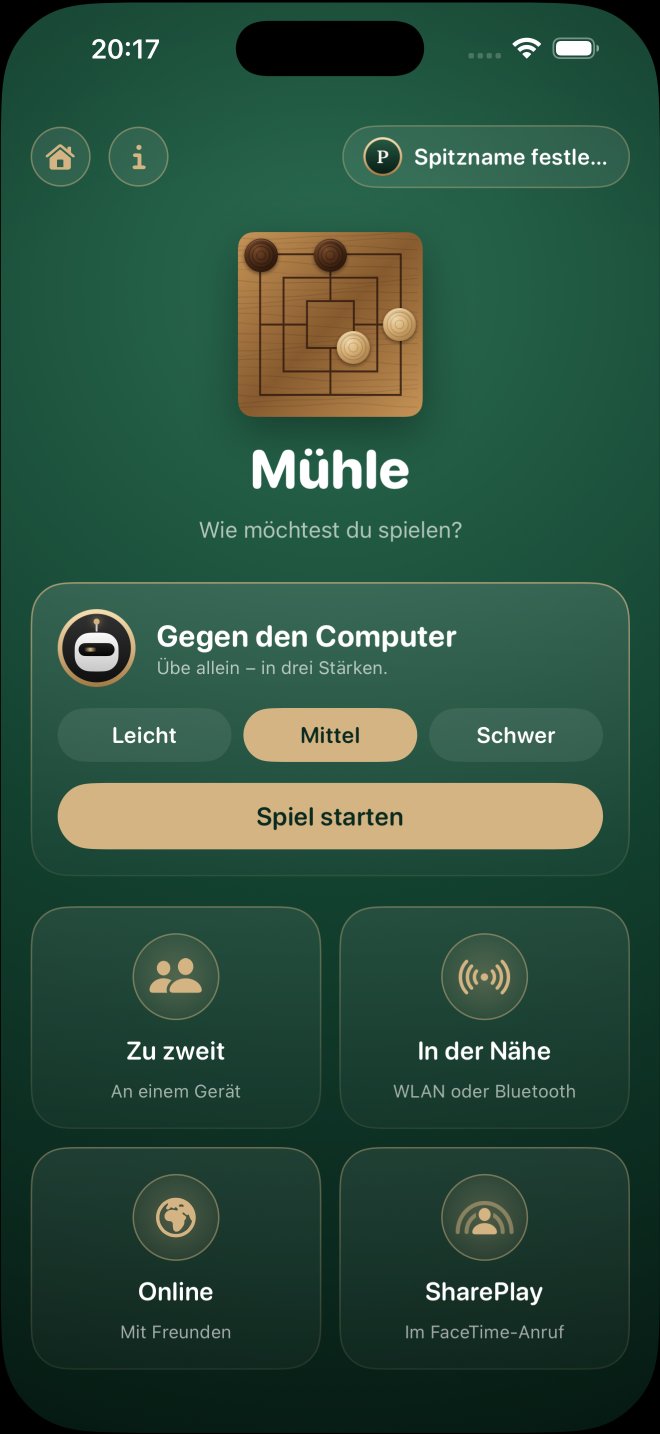 20:17
P
Spitzname festle...
Mühle
Wie möchtest du spielen?
Gegen den Computer
Übe allein – in drei Stärken.
Leicht
Mittel
Schwer
Spiel starten
Zu zweit
An einem Gerät
In der Nähe
WLAN oder Bluetooth
Online
Mit Freunden
SharePlay
Im FaceTime-Anruf